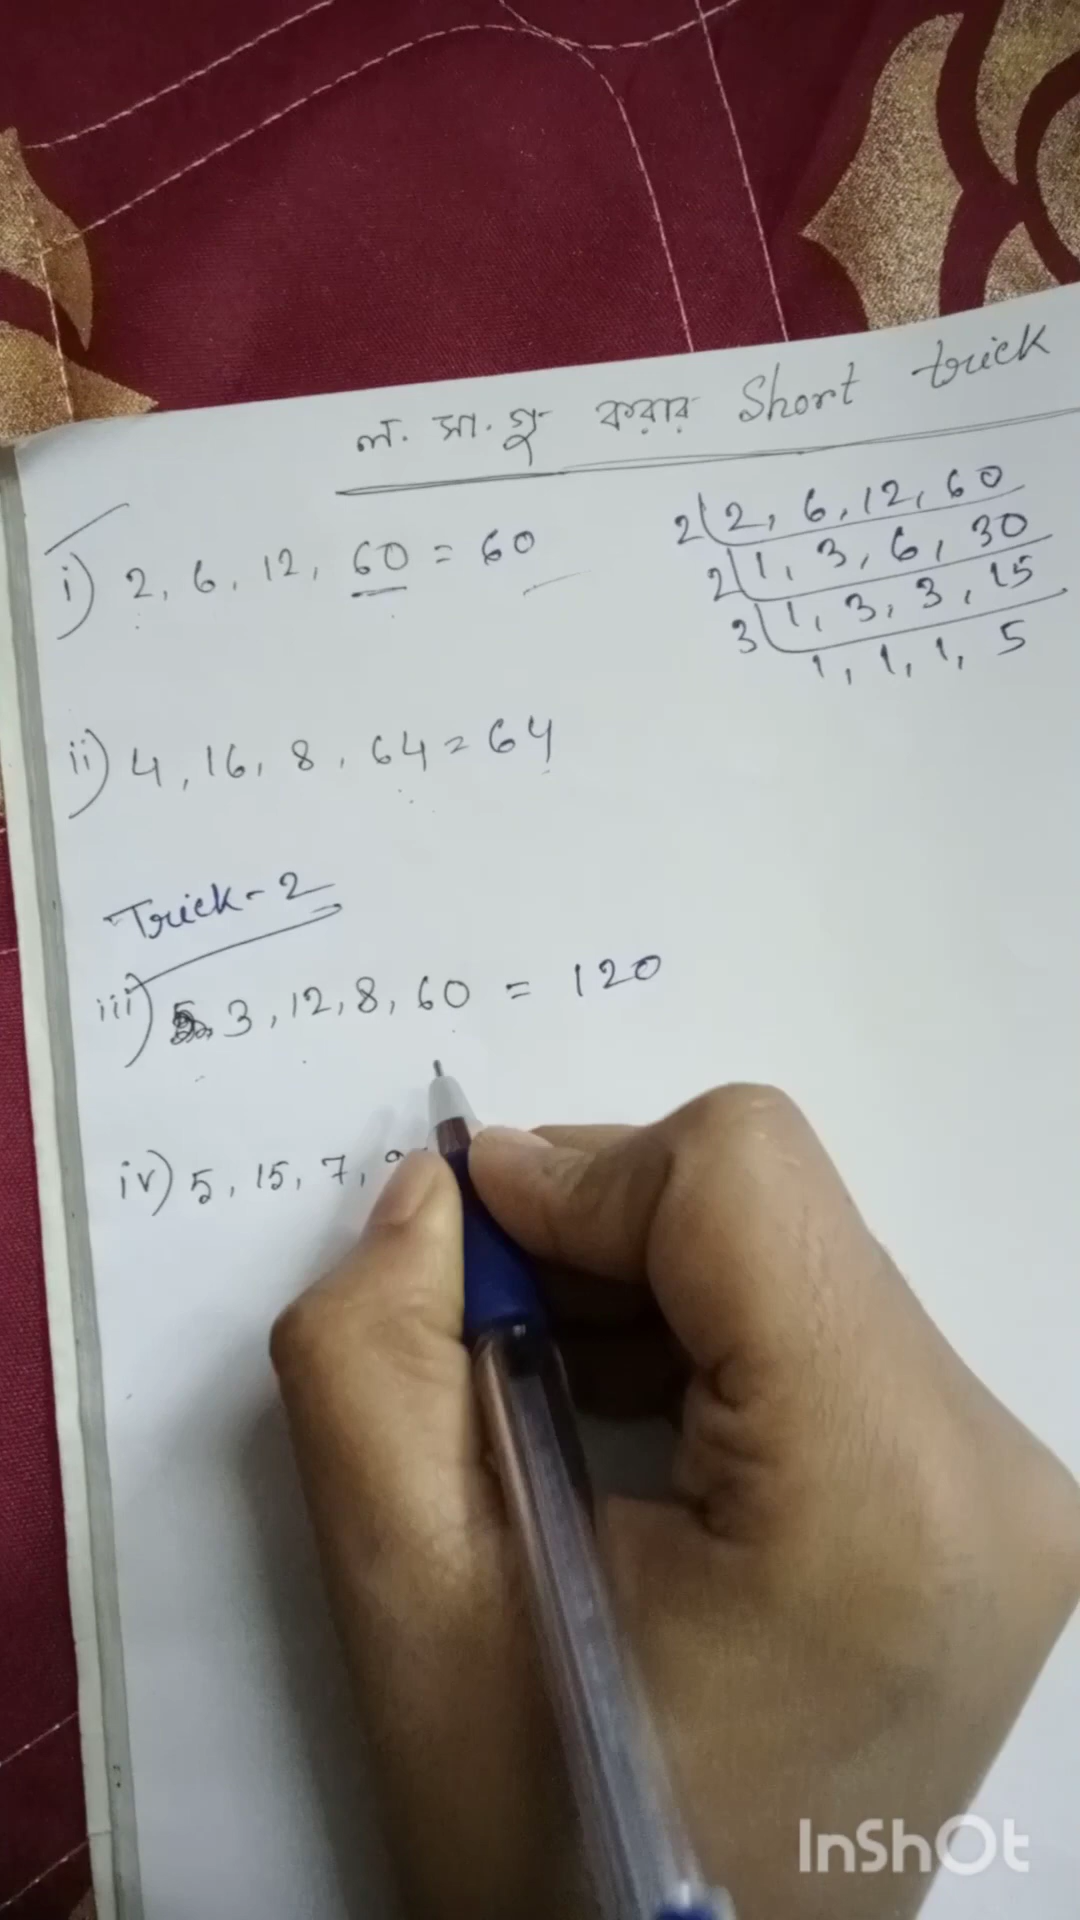 ল. সা. গু করার Short trick
i) 2, 6, 12, 60 = 60
2 2, 6, 12, 60
2 1, 3, 6, 30
3 1, 3, 3, 15
1, 1, 1, 5
ii) 4, 16, 8, 64 = 64
Trick - 2
iii) 3, 12, 8, 60 = 120
iv) 5, 15, 7,
InShOt